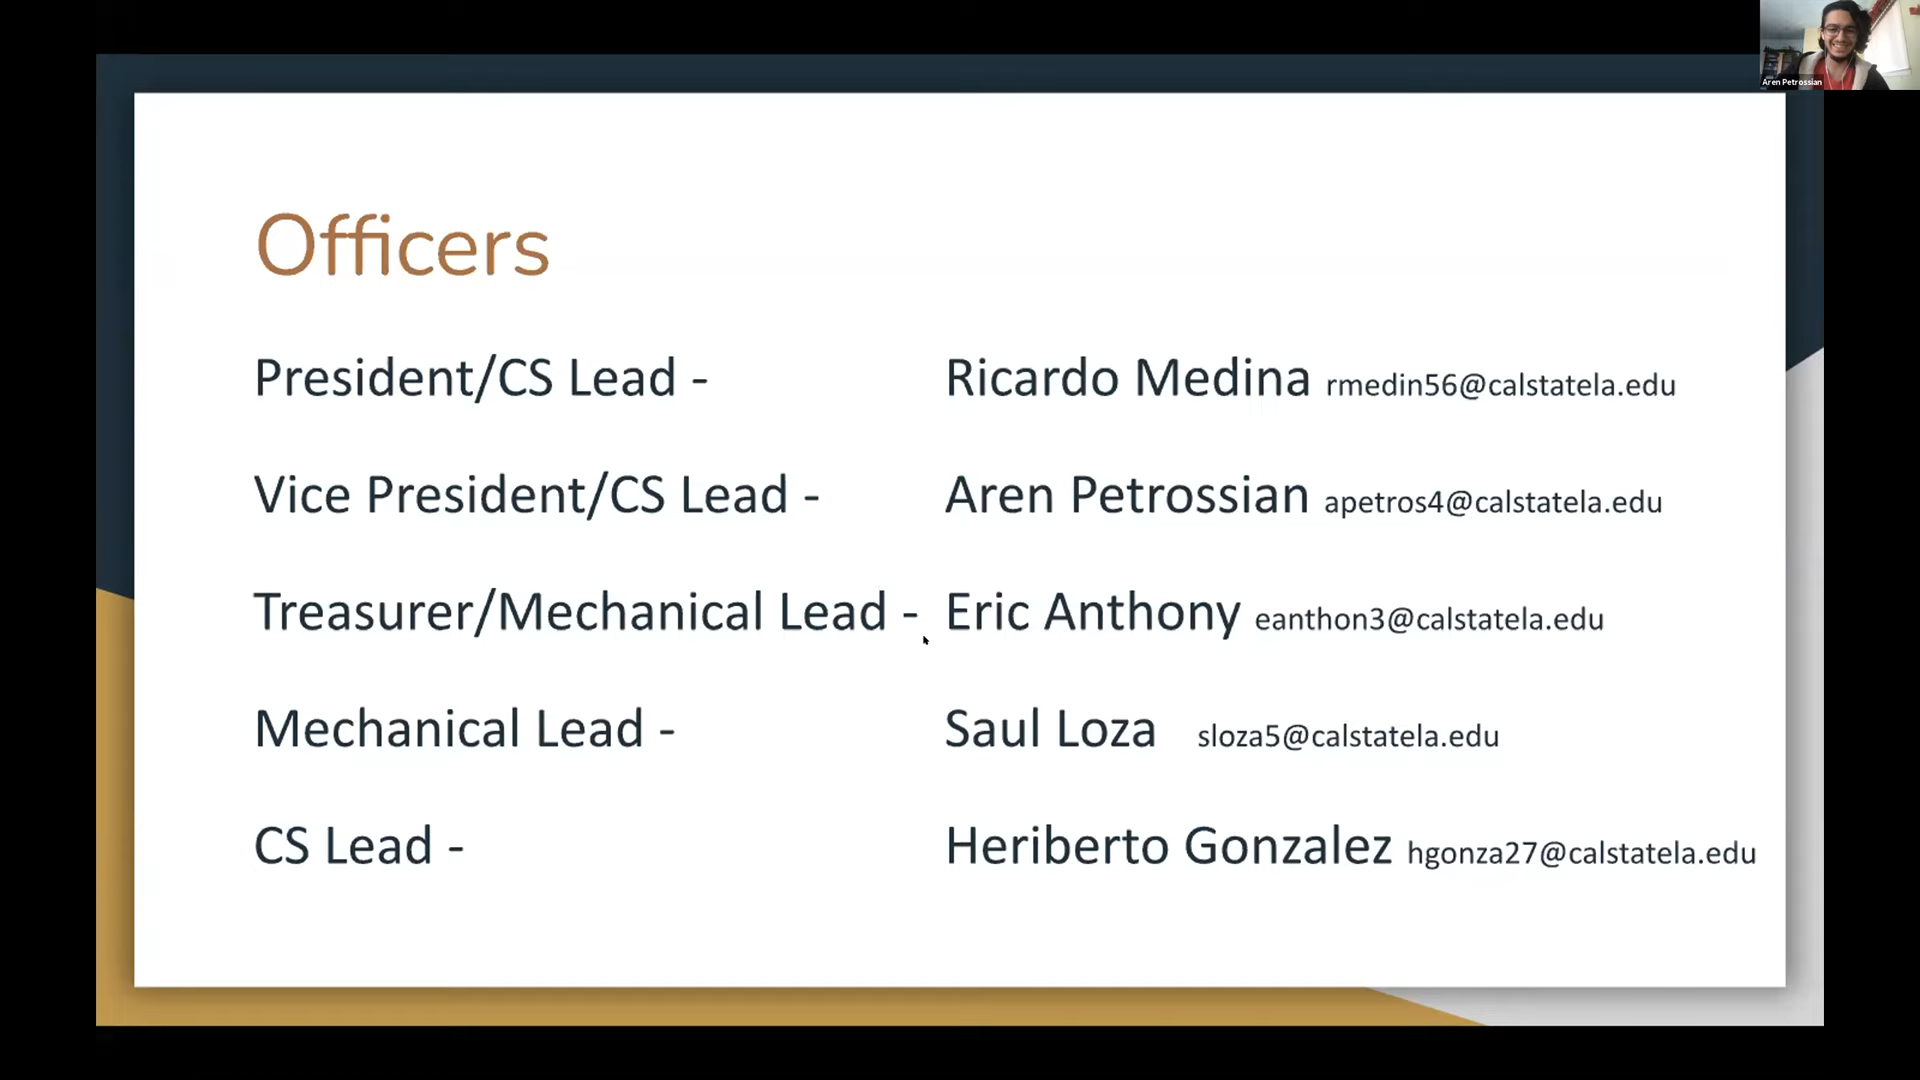 Aren Petrossian
Officers
President/CS Lead - Ricardo Medina rmedin56@calstatela.edu
Vice President/CS Lead - Aren Petrossian apetros4@calstatela.edu
Treasurer/Mechanical Lead - Eric Anthony eanthon3@calstatela.edu
Mechanical Lead - Saul Loza sloza5@calstatela.edu
CS Lead - Heriberto Gonzalez hgonza27@calstatela.edu